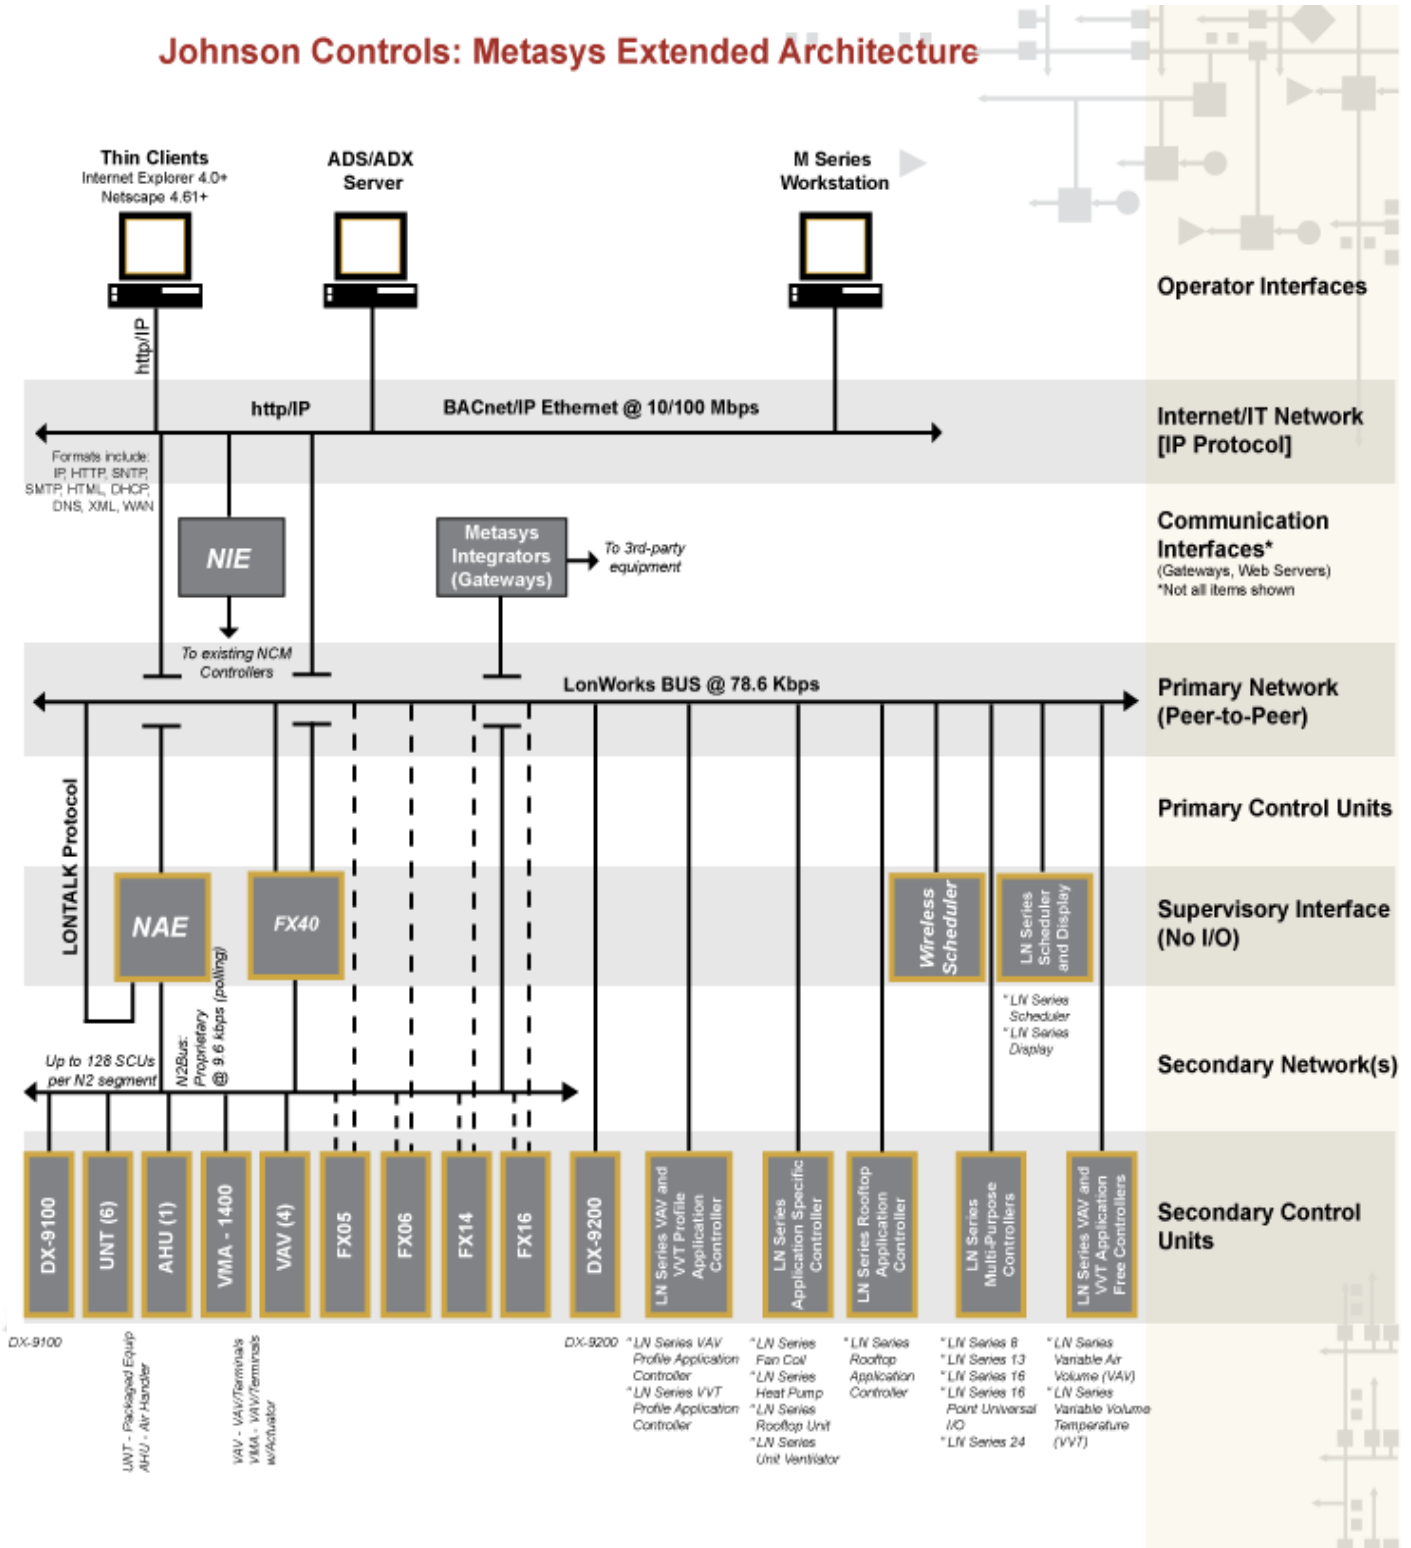 Johnson Controls: Metasys Extended Architecture
Thin Clients
Internet Explorer 4.0+
Netscape 4.61+
ADS/ADX
Server
M Series
Workstation
Operator Interfaces
http/IP
http/IP
BACnet/IP Ethernet @ 10/100 Mbps
Internet/IT Network
[IP Protocol]
Formats include:
IP, HTTP, SNTP,
SMTP, HTML, DHCP,
DNS, XML, WAN
NIE
Metasys
Integrators
(Gateways)
To 3rd-party
equipment
Communication
Interfaces*
(Gateways, Web Servers)
*Not all items shown
To existing NCM
Controllers
LonWorks BUS @ 78.6 Kbps
Primary Network
(Peer-to-Peer)
LONTALK Protocol
Primary Control Units
NAE
FX40
Wireless
Scheduler
LN Series
Scheduler
and Display
Supervisory Interface
(No I/O)
N2Bus:
Proprietary
@ 9.6 kbps (polling)
* LN Series
Scheduler
* LN Series
Display
Up to 128 SCUs
per N2 segment
Secondary Network(s)
DX-9100
UNT (6)
AHU (1)
VMA - 1400
VAV (4)
FX05
FX06
FX14
FX16
DX-9200
LN Series VAV and
VVT Profile
Application
Controller
LN Series
Application Specific
Controller
LN Series Rooftop
Application
Controller
LN Series
Multi-Purpose
Controllers
LN Series VAV and
VVT Application
Free Controllers
Secondary Control
Units
DX-9100
UNT - Packaged Equip
AHU - Air Handler
VAV - VAV/Terminals
VMA - VAV/Terminals
w/Actuator
DX-9200
* LN Series VAV
Profile Application
Controller
* LN Series VVT
Profile Application
Controller
* LN Series
Fan Coil
* LN Series
Heat Pump
* LN Series
Rooftop Unit
* LN Series
Unit Ventilator
* LN Series
Rooftop
Application
Controller
* LN Series 8
* LN Series 13
* LN Series 16
* LN Series 16
Point Universal
I/O
* LN Series 24
* LN Series
Variable Air
Volume (VAV)
* LN Series
Variable Volume
Temperature
(VVT)